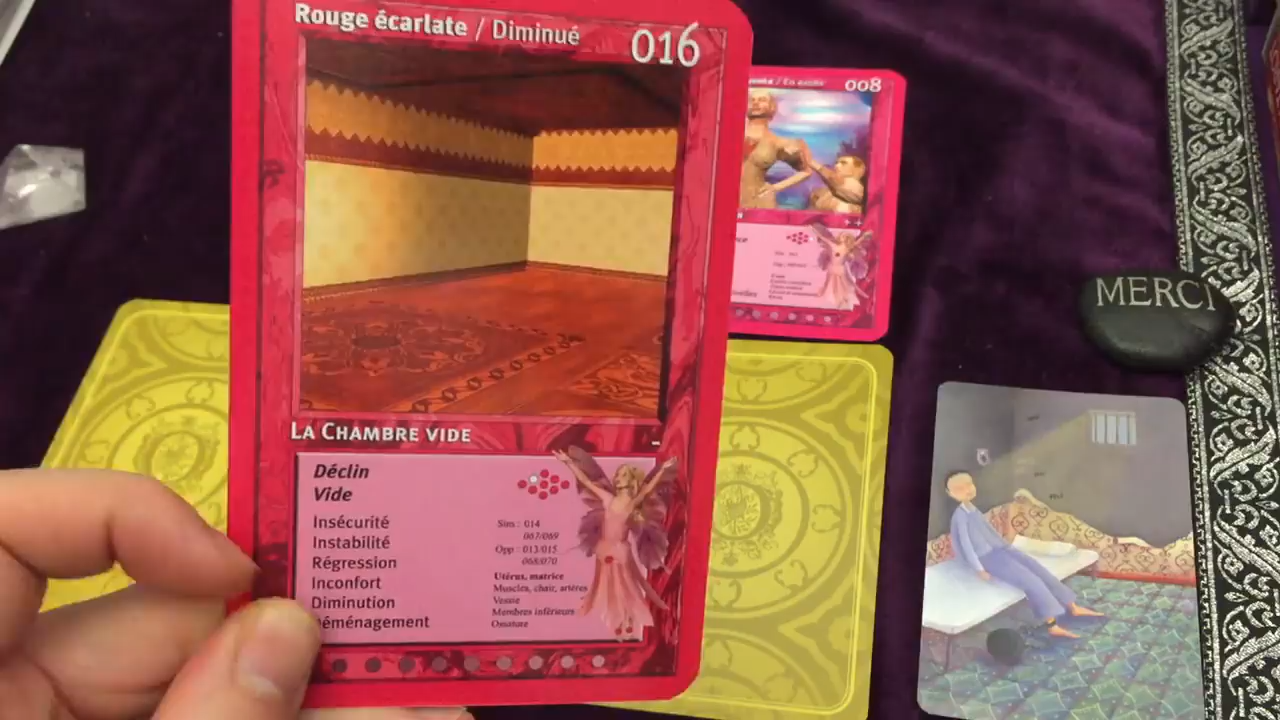 Rouge écarlate / Diminué
016
008
LA CHAMBRE VIDE
-
Déclin
Vide
Insécurité
Instabilité
Régression
Inconfort
Diminution
éménagement
Sim : 014
067/069
Opp : 013/015
068/070
Utérus, matrice
Muscles, chair, artères
Vessie
Membres inférieurs
Ossature
MERCI